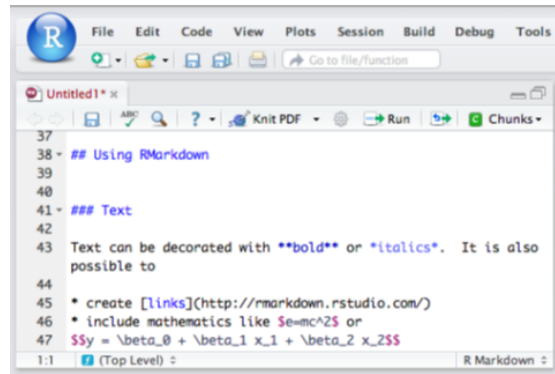 R File Edit Code View Plots Session Build Debug Tools
Go to file/function
Untitled1* ×
ABC ? Knit PDF Run C Chunks
37
38 ## Using RMarkdown
39
40
41 ### Text
42
43 Text can be decorated with **bold** or *italics*. It is also
possible to
44
45 * create [links](http://rmarkdown.rstudio.com/)
46 * include mathematics like $e=mc^2$ or
47 $$y = \beta_0 + \beta_1 x_1 + \beta_2 x_2$$
1:1 (Top Level) R Markdown